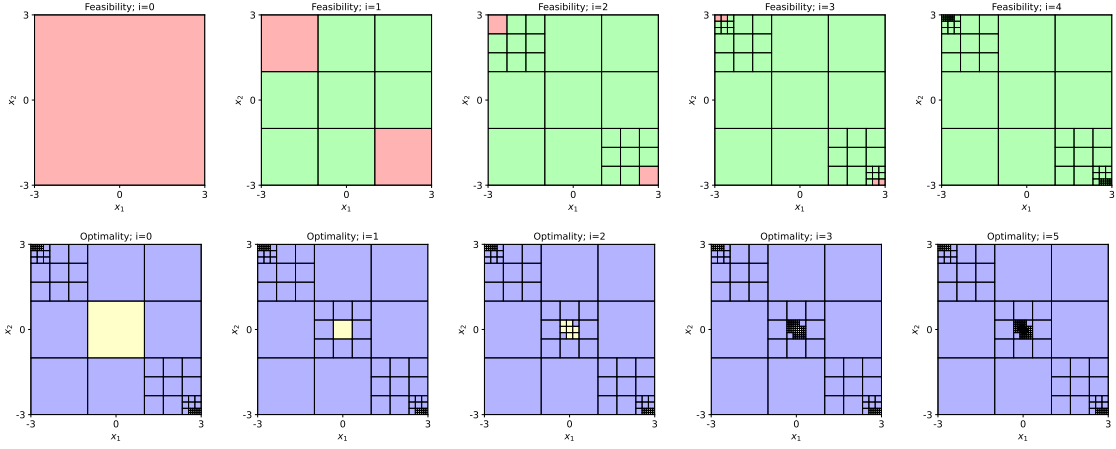 Feasibility; i=0
3
x₂
0
-3
-3
0
3
x₁
Feasibility; i=1
3
x₂
0
-3
-3
0
3
x₁
Feasibility; i=2
3
x₂
0
-3
-3
0
3
x₁
Feasibility; i=3
3
x₂
0
-3
-3
0
3
x₁
Feasibility; i=4
3
x₂
0
-3
-3
0
3
x₁
Optimality; i=0
3
x₂
0
-3
-3
0
3
x₁
Optimality; i=1
3
x₂
0
-3
-3
0
3
x₁
Optimality; i=2
3
x₂
0
-3
-3
0
3
x₁
Optimality; i=3
3
x₂
0
-3
-3
0
3
x₁
Optimality; i=5
3
x₂
0
-3
-3
0
3
x₁